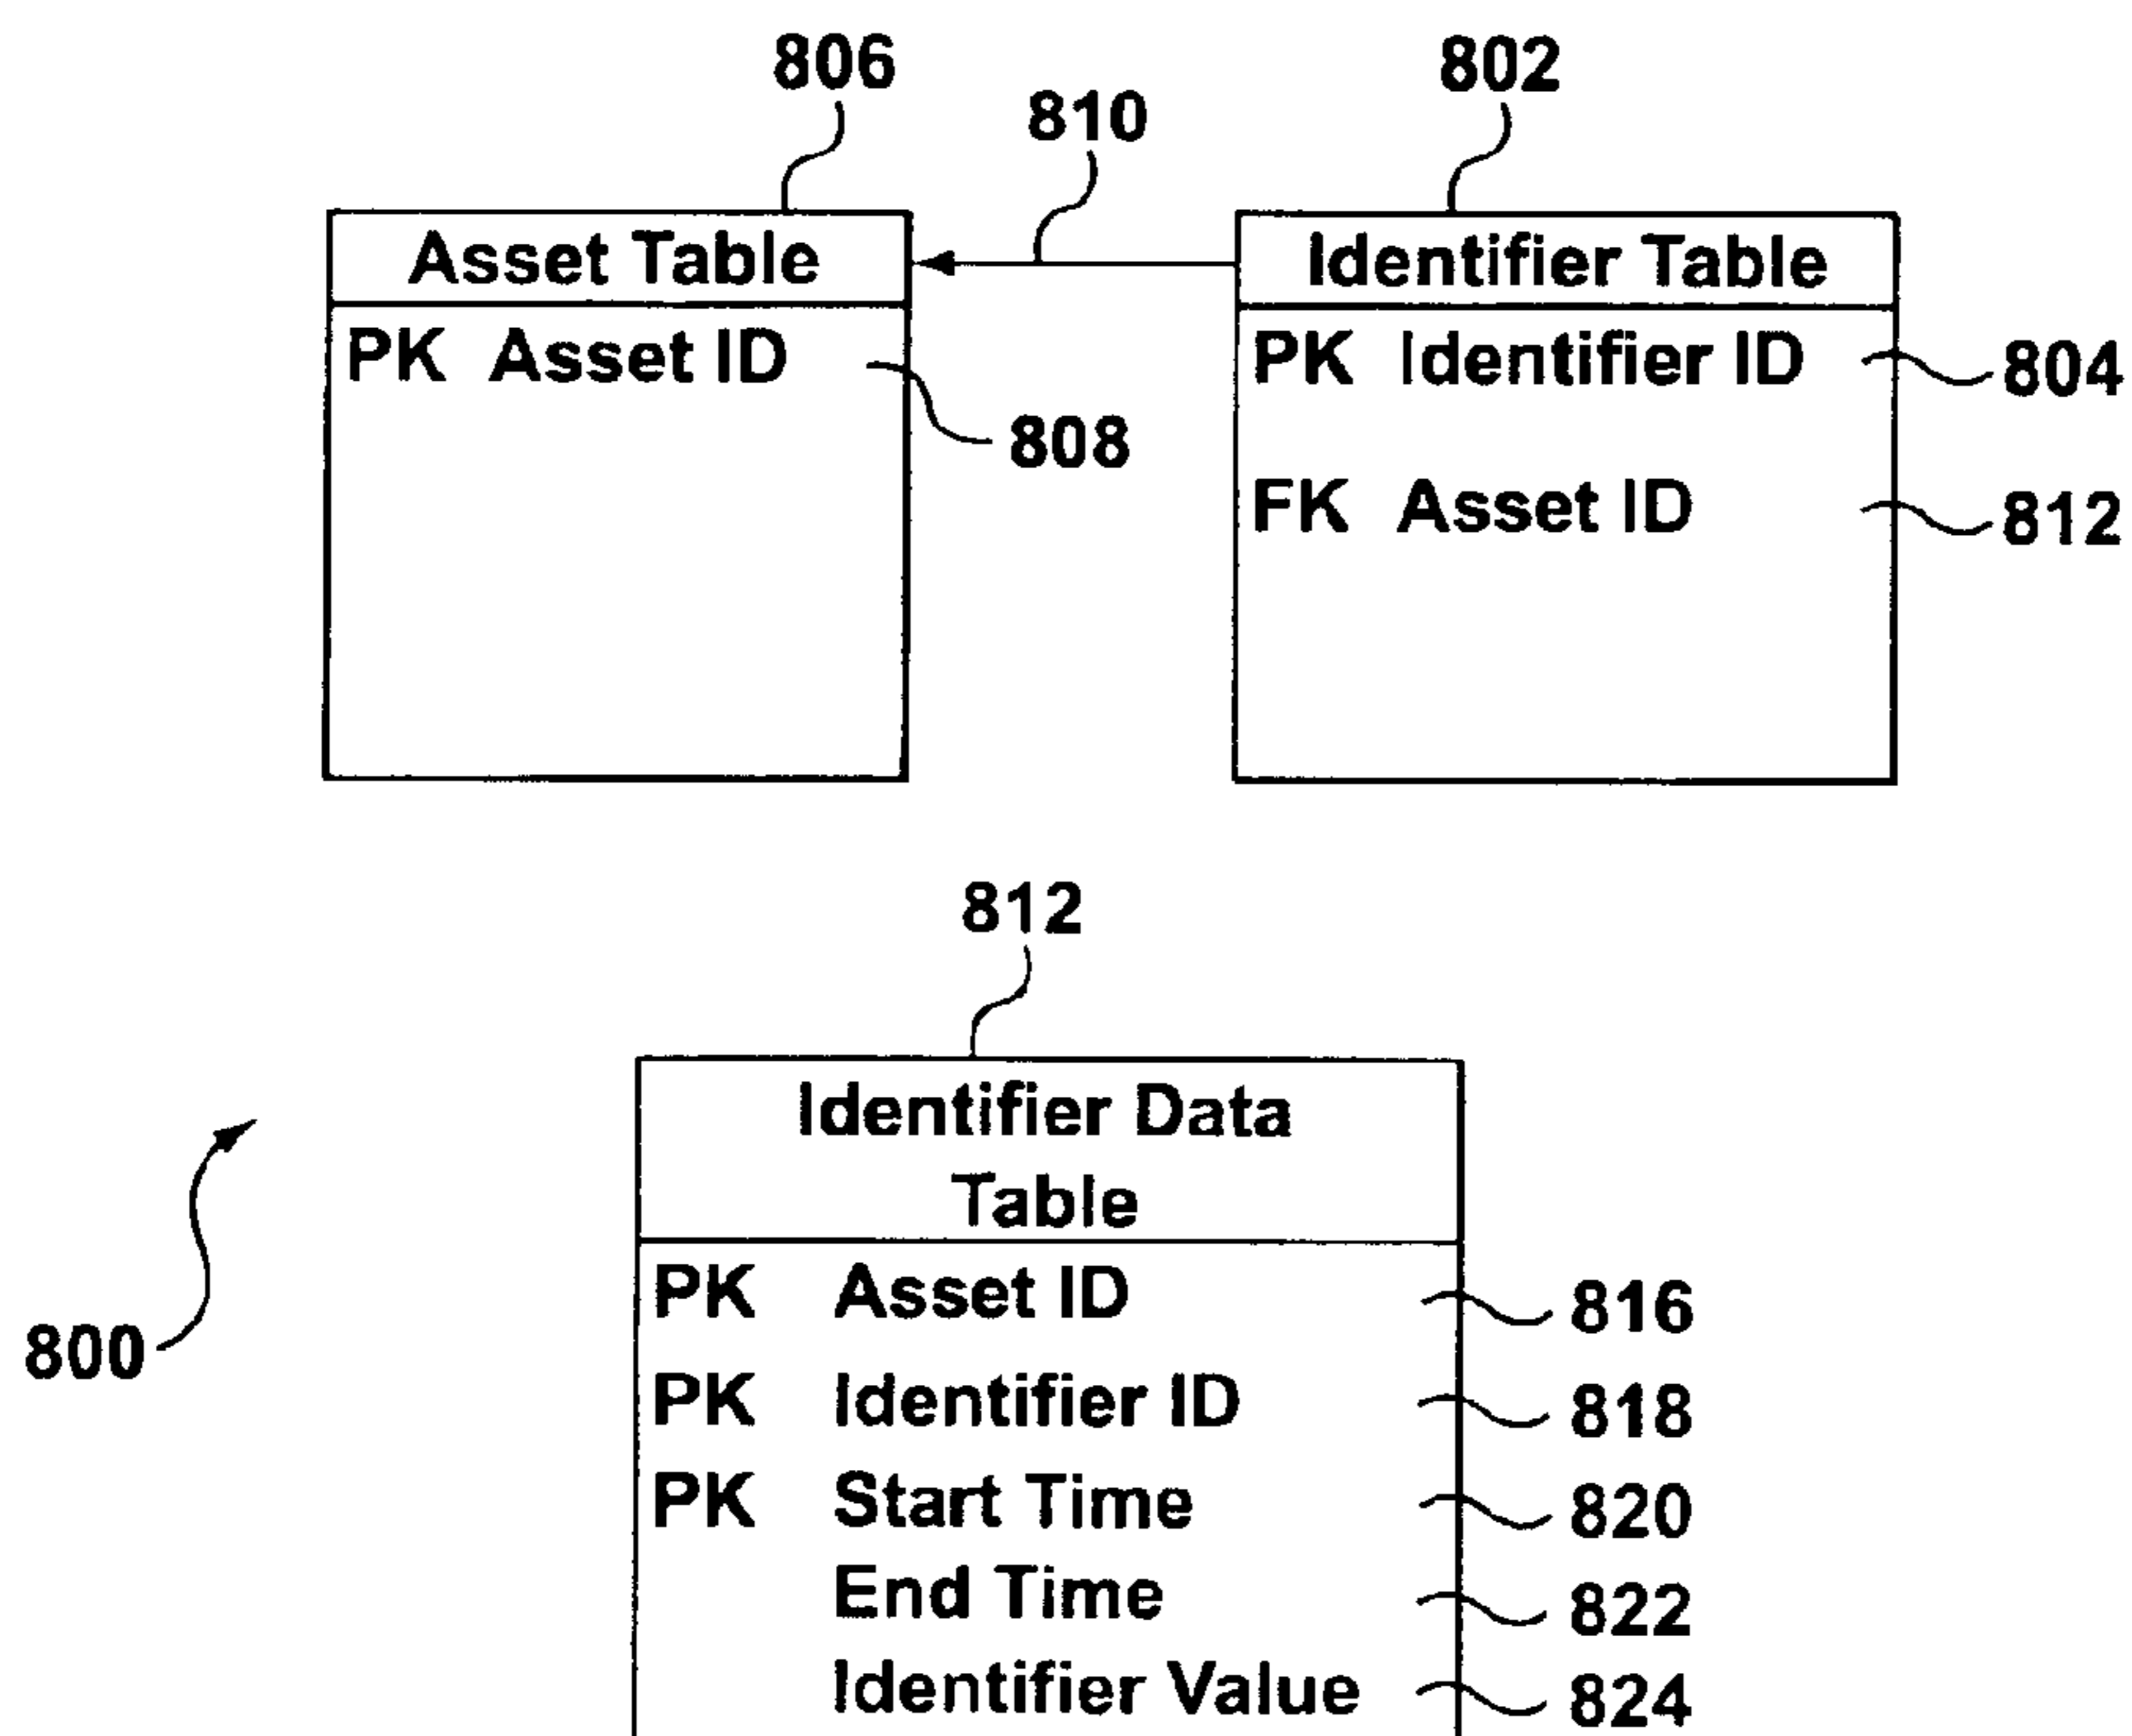 806
802
810
Asset Table
Identifier Table
PK Asset ID
PK Identifier ID
804
808
FK Asset ID
812
812
Identifier Data
Table
PK Asset ID
816
800
PK Identifier ID
818
PK Start Time
820
End Time
822
Identifier Value
824